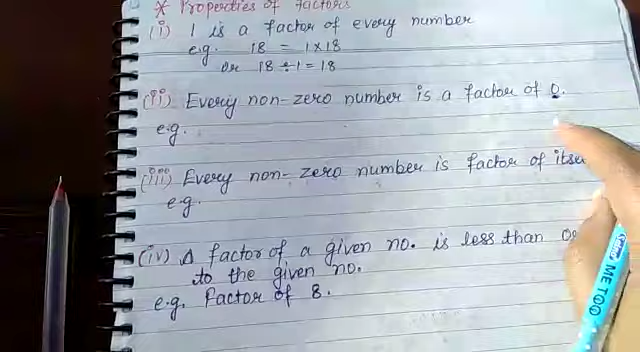 * Properties of Factors
(i) 1 is a factor of every number
e.g. 18 = 1×18
or 18 ÷ 1 = 18
(ii) Every non-zero number is a factor of 0.
e.g.
(iii) Every non-zero number is factor of itse
e.g.
(iv) A factor of a given no. is less than or
to the given no.
e.g. Factor of 8.
METOO